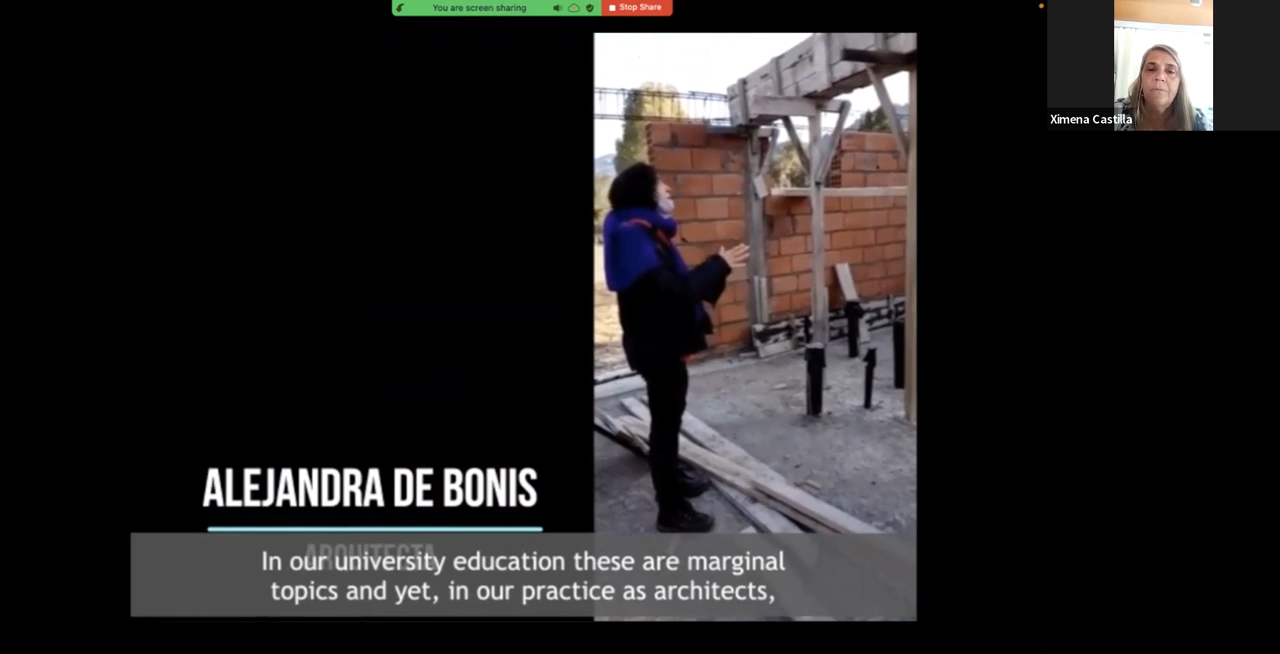 You are screen sharing
Stop Share
Ximena Castilla
ALEJANDRA DE BONIS
ARQUITECTA
In our university education these are marginal
topics and yet, in our practice as architects,